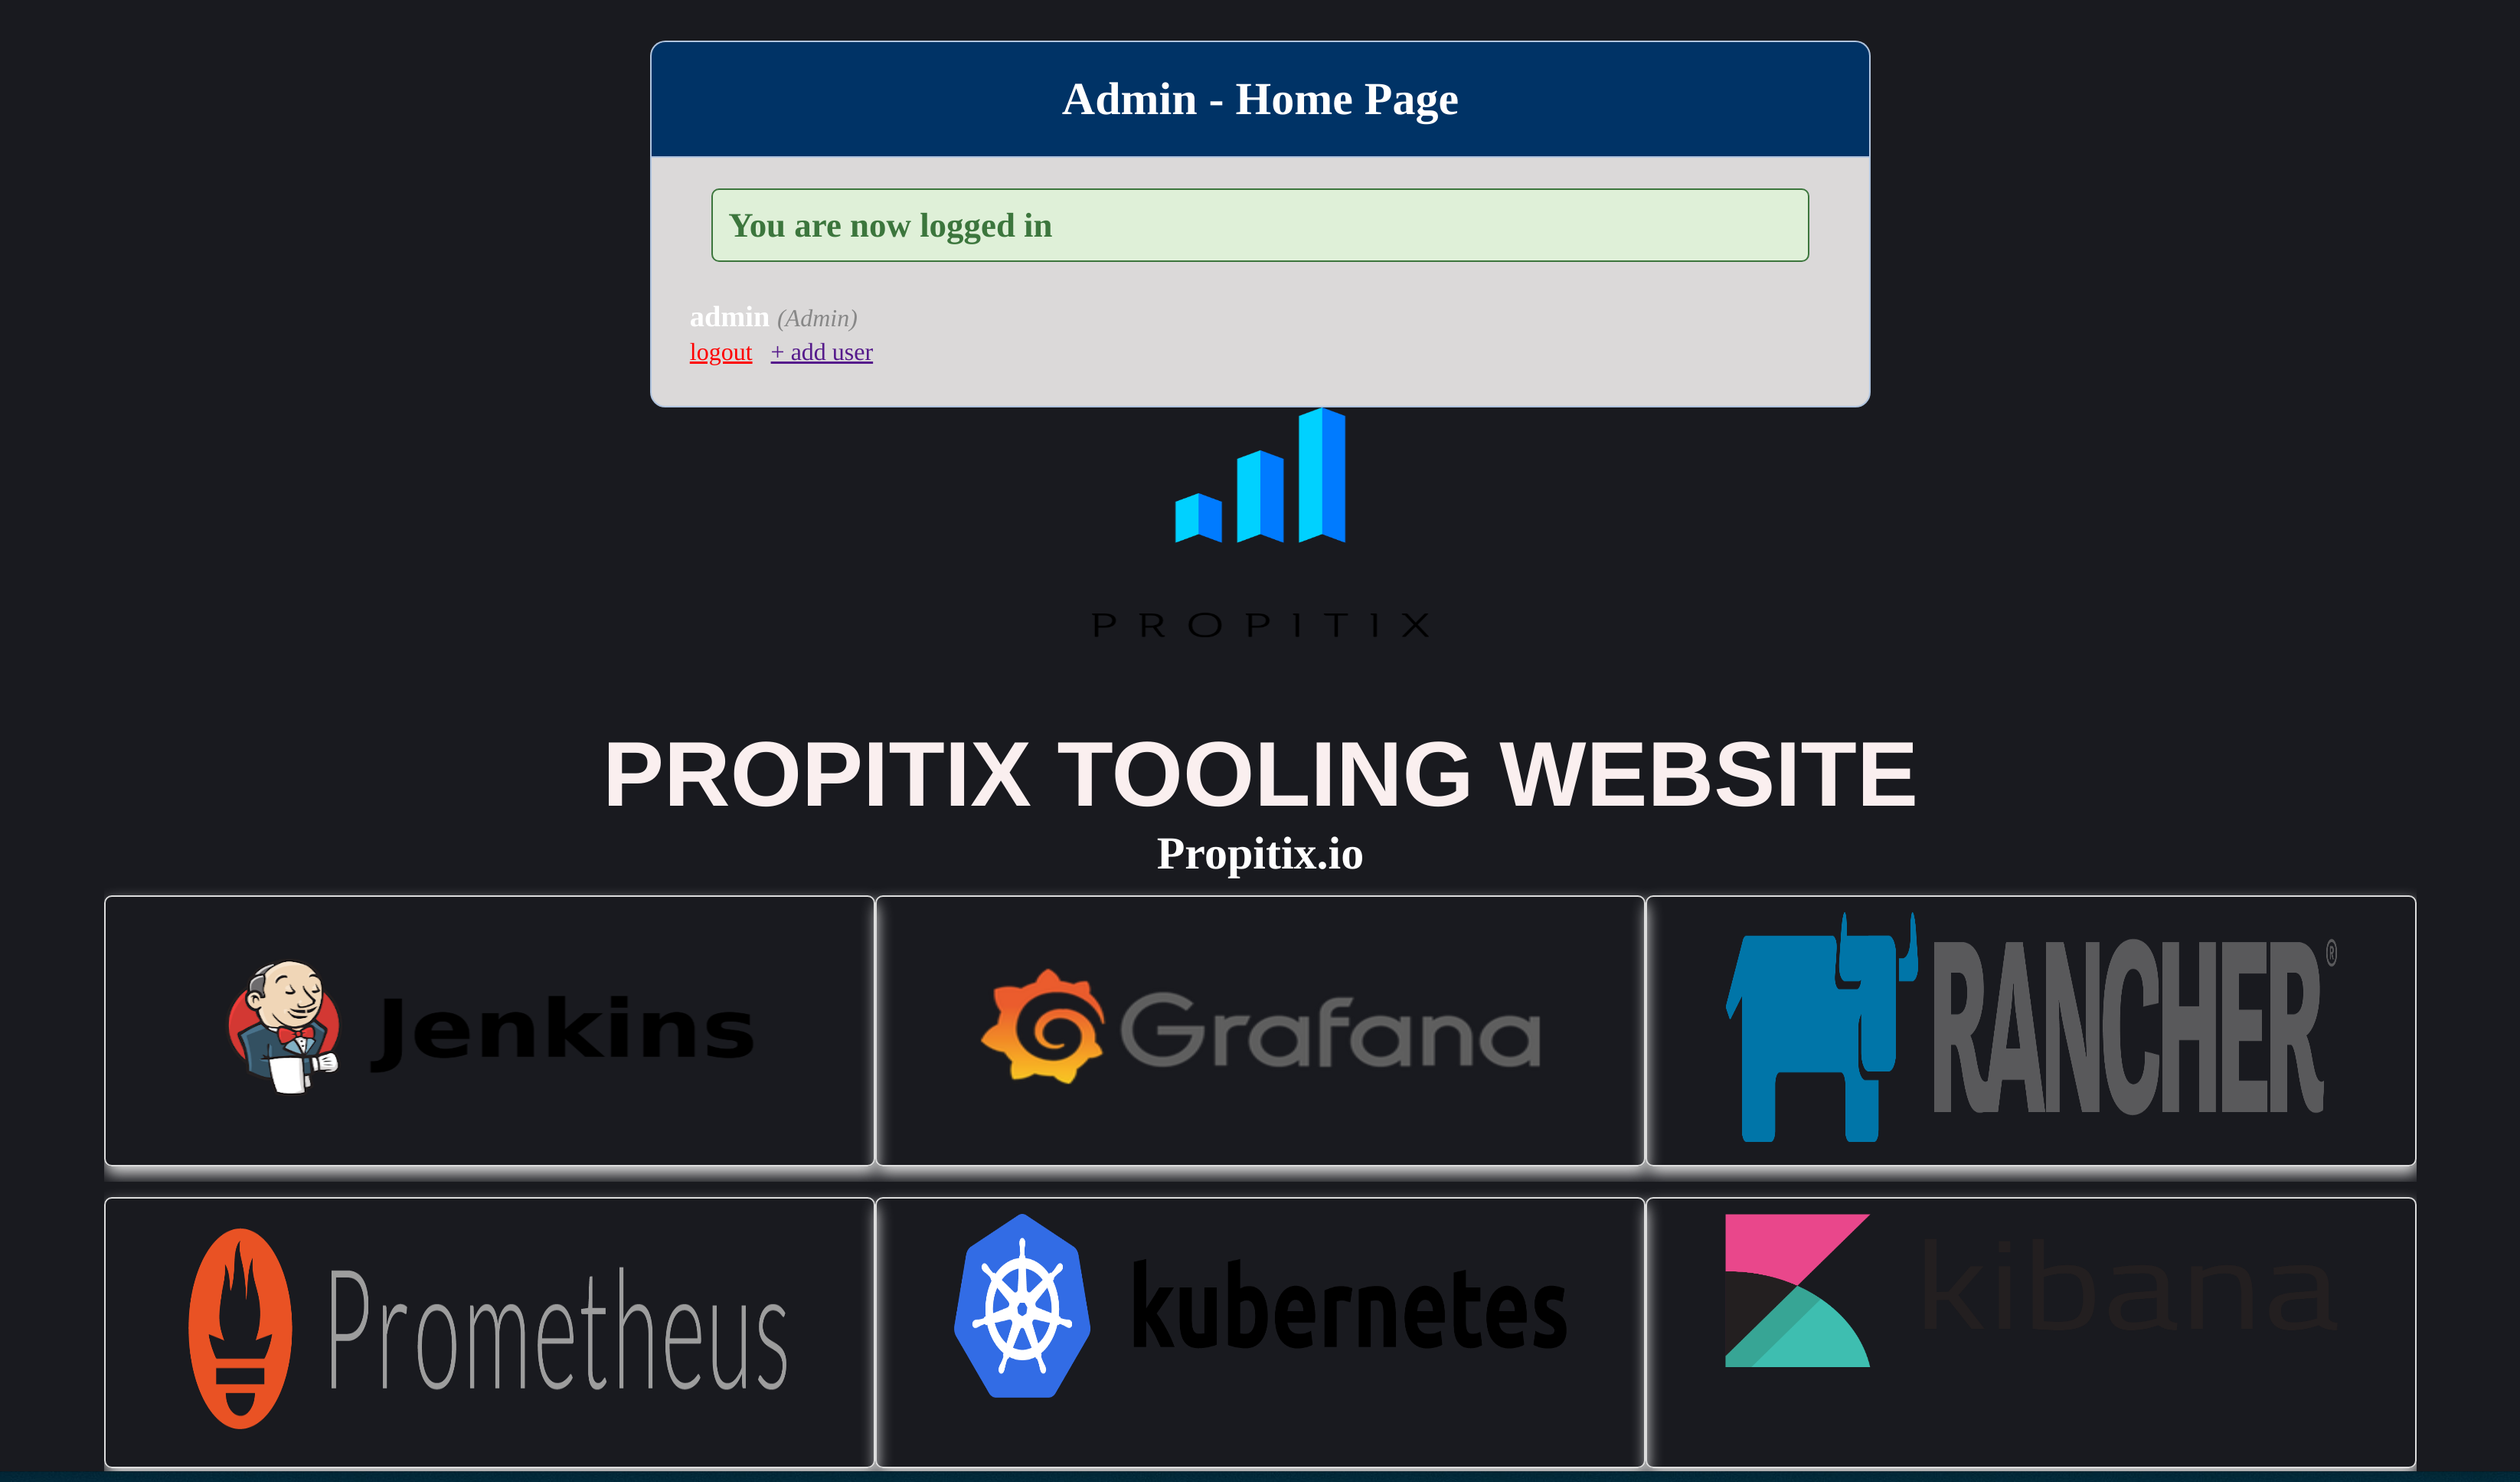 Admin - Home Page
You are now logged in
admin (Admin)
logout + add user
PROPITIX
PROPITIX TOOLING WEBSITE
Propitix.io
Jenkins
Grafana
RANCHER®
Prometheus
kubernetes
kibana